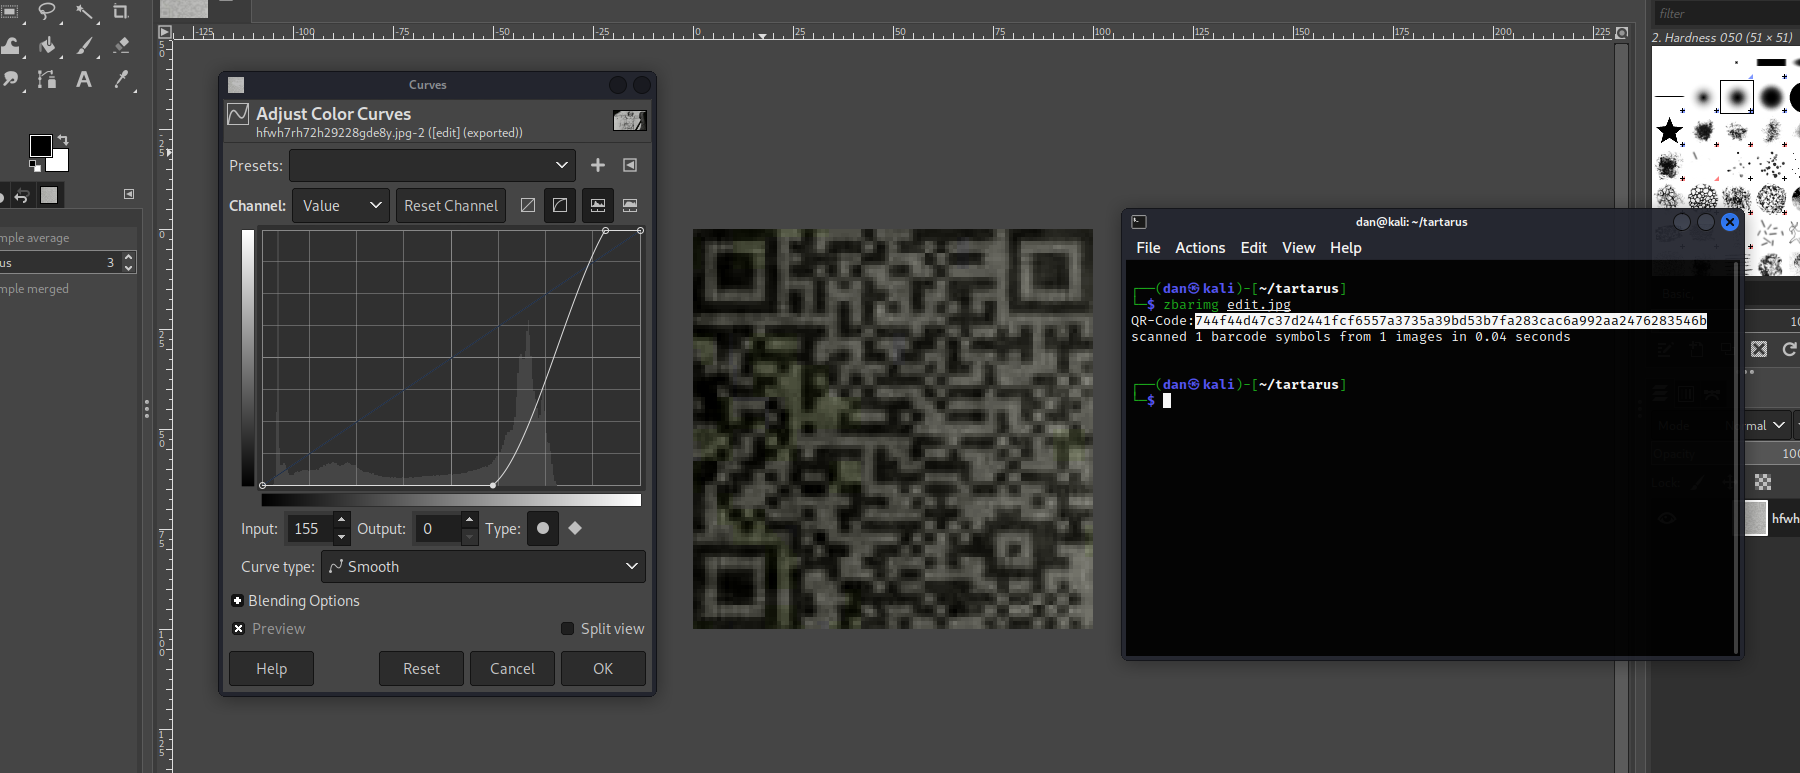 filter
2. Hardness 050 (51 × 51)
-125 -100 -75 -50 -25 0 25 50 75 100 125 150 175 200 225
Curves
Adjust Color Curves
hfwh7rh72h29228gde8y.jpg-2 ([edit] (exported))
Presets:
Channel: Value Reset Channel
mple average
us 3
mple merged
Input: 155 Output: 0 Type:
Curve type: Smooth
Blending Options
Preview Split view
Help Reset Cancel OK
dan@kali: ~/tartarus
File Actions Edit View Help
┌──(dan㉿kali)-[~/tartarus]
└─$ zbarimg edit.jpg
QR-Code:744f44d47c37d2441fcf6557a3735a39bd53b7fa283cac6a992aa2476283546b
scanned 1 barcode symbols from 1 images in 0.04 seconds
┌──(dan㉿kali)-[~/tartarus]
└─$
Mode
mal
100
Lock:
hfwh